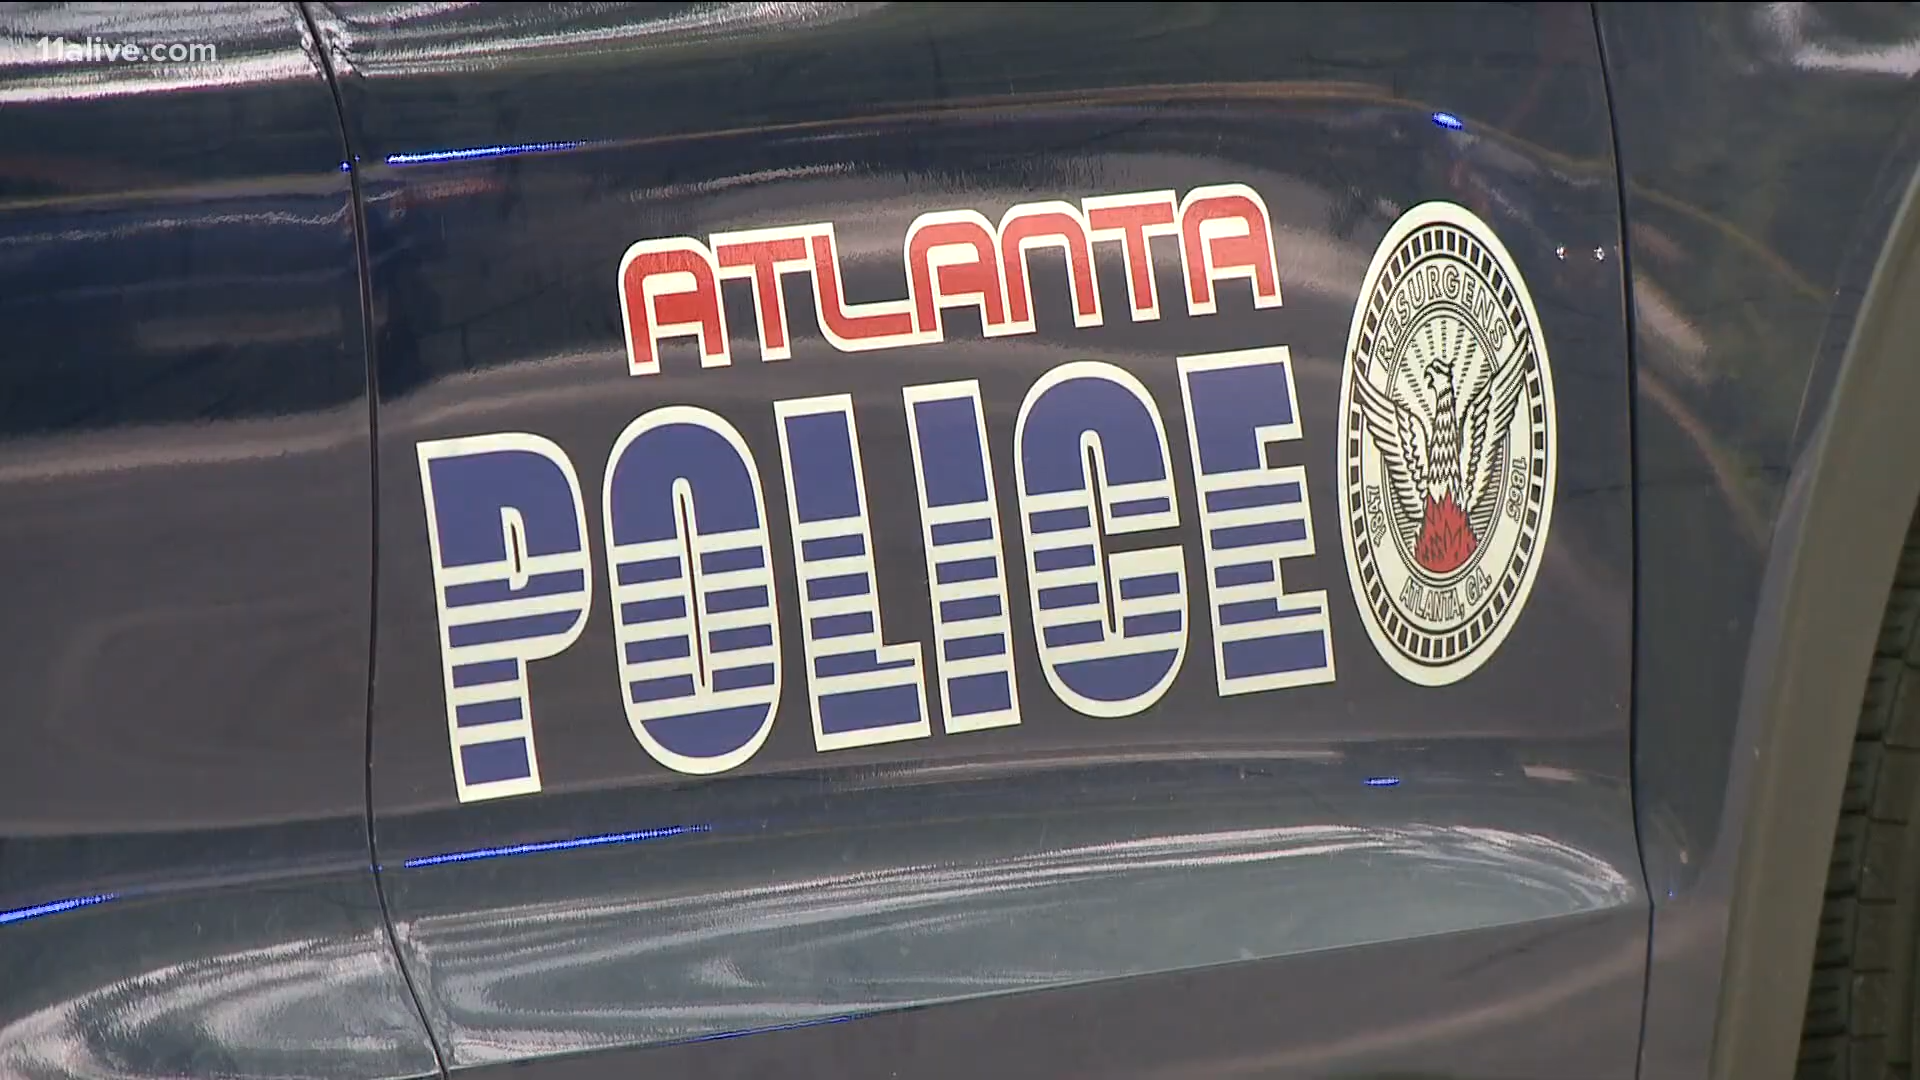 11alive.com
ATLANTA
POLICE
RESURGENS
1847 1865
ATLANTA, GA.